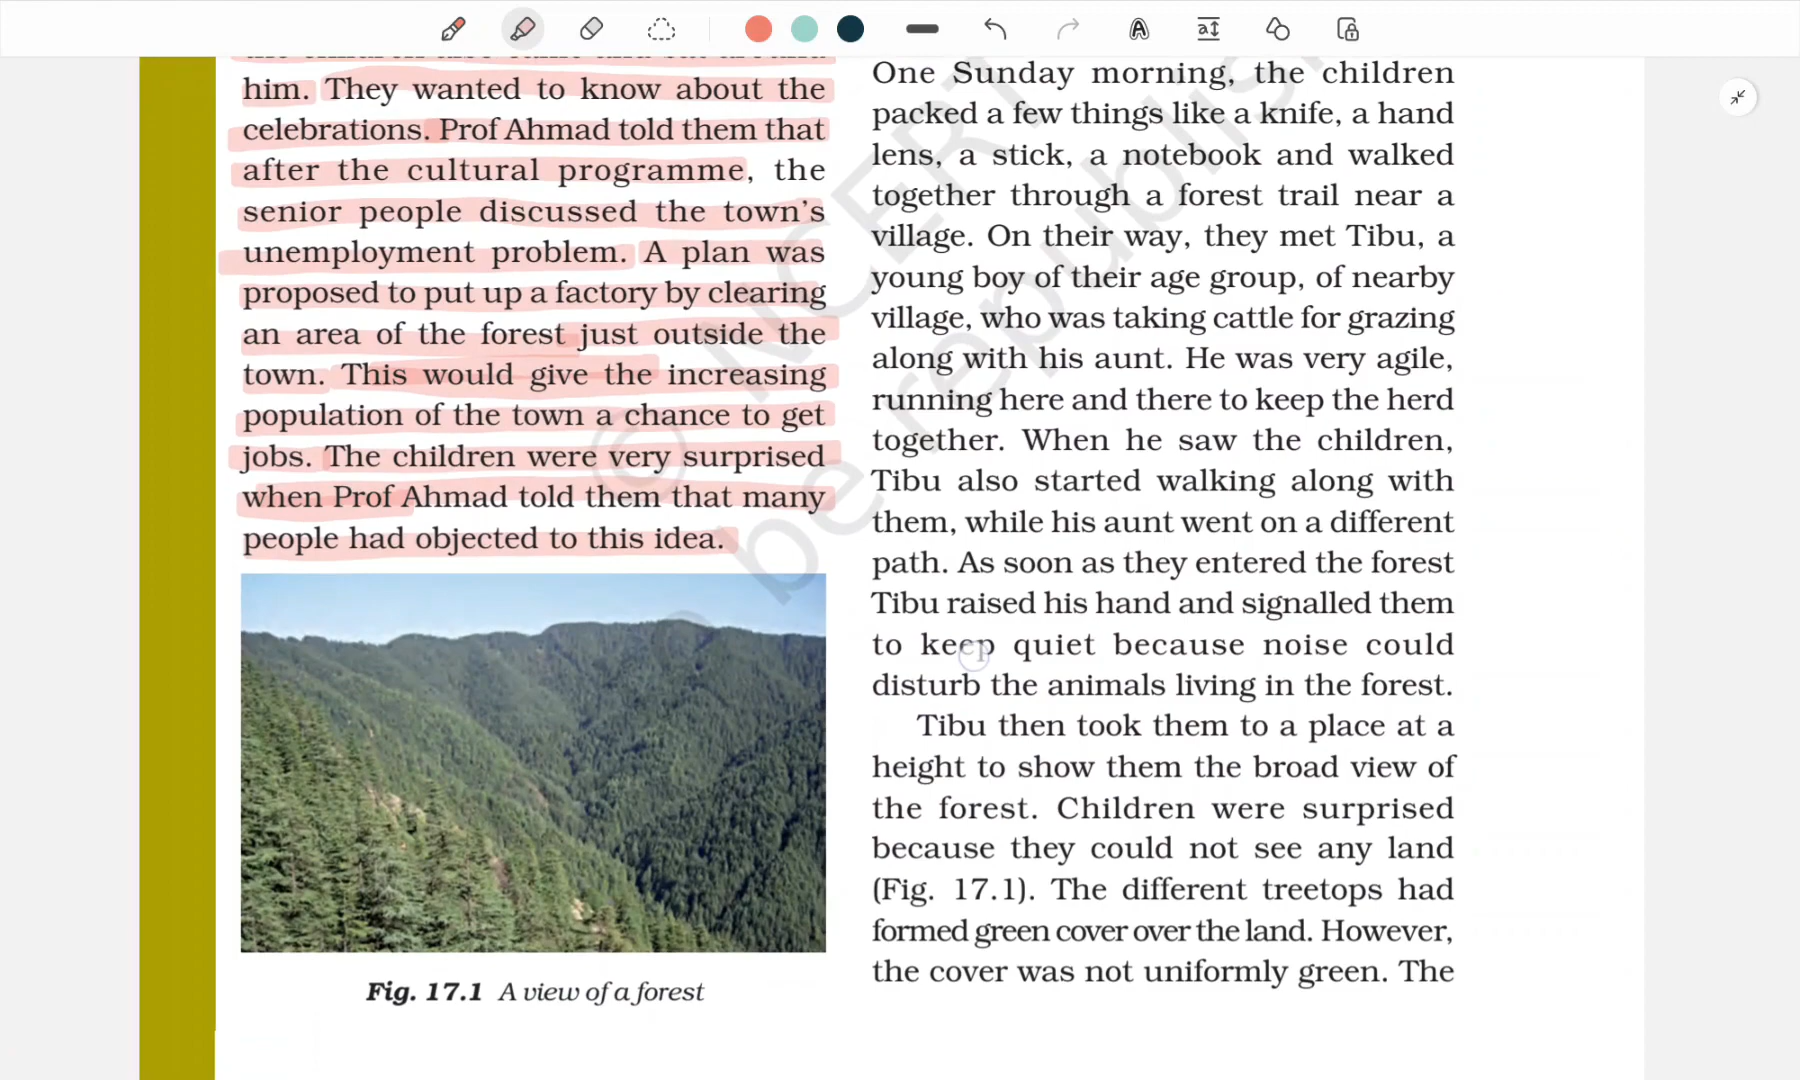 him. They wanted to know about the
celebrations. Prof Ahmad told them that
after the cultural programme, the
senior people discussed the town's
unemployment problem. A plan was
proposed to put up a factory by clearing
an area of the forest just outside the
town. This would give the increasing
population of the town a chance to get
jobs. The children were very surprised
when Prof Ahmad told them that many
people had objected to this idea.
Fig. 17.1 A view of a forest
One Sunday morning, the children
packed a few things like a knife, a hand
lens, a stick, a notebook and walked
together through a forest trail near a
village. On their way, they met Tibu, a
young boy of their age group, of nearby
village, who was taking cattle for grazing
along with his aunt. He was very agile,
running here and there to keep the herd
together. When he saw the children,
Tibu also started walking along with
them, while his aunt went on a different
path. As soon as they entered the forest
Tibu raised his hand and signalled them
to keep quiet because noise could
disturb the animals living in the forest.
Tibu then took them to a place at a
height to show them the broad view of
the forest. Children were surprised
because they could not see any land
(Fig. 17.1). The different treetops had
formed green cover over the land. However,
the cover was not uniformly green. The
© NCERT
be republis